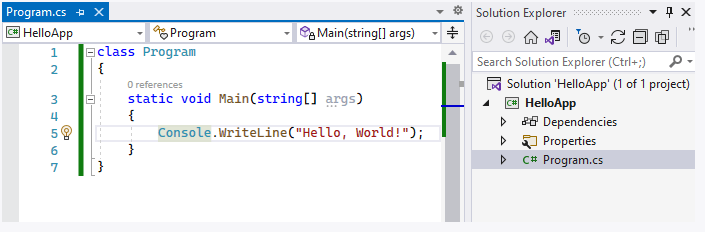 Program.cs
C# HelloApp
Program
Main(string[] args)
1 class Program
2 {
0 references
3 static void Main(string[] args)
4 {
5 Console.WriteLine("Hello, World!");
6 }
7 }
Solution Explorer
Search Solution Explorer (Ctrl+;)
Solution 'HelloApp' (1 of 1 project)
C# HelloApp
Dependencies
Properties
C# Program.cs